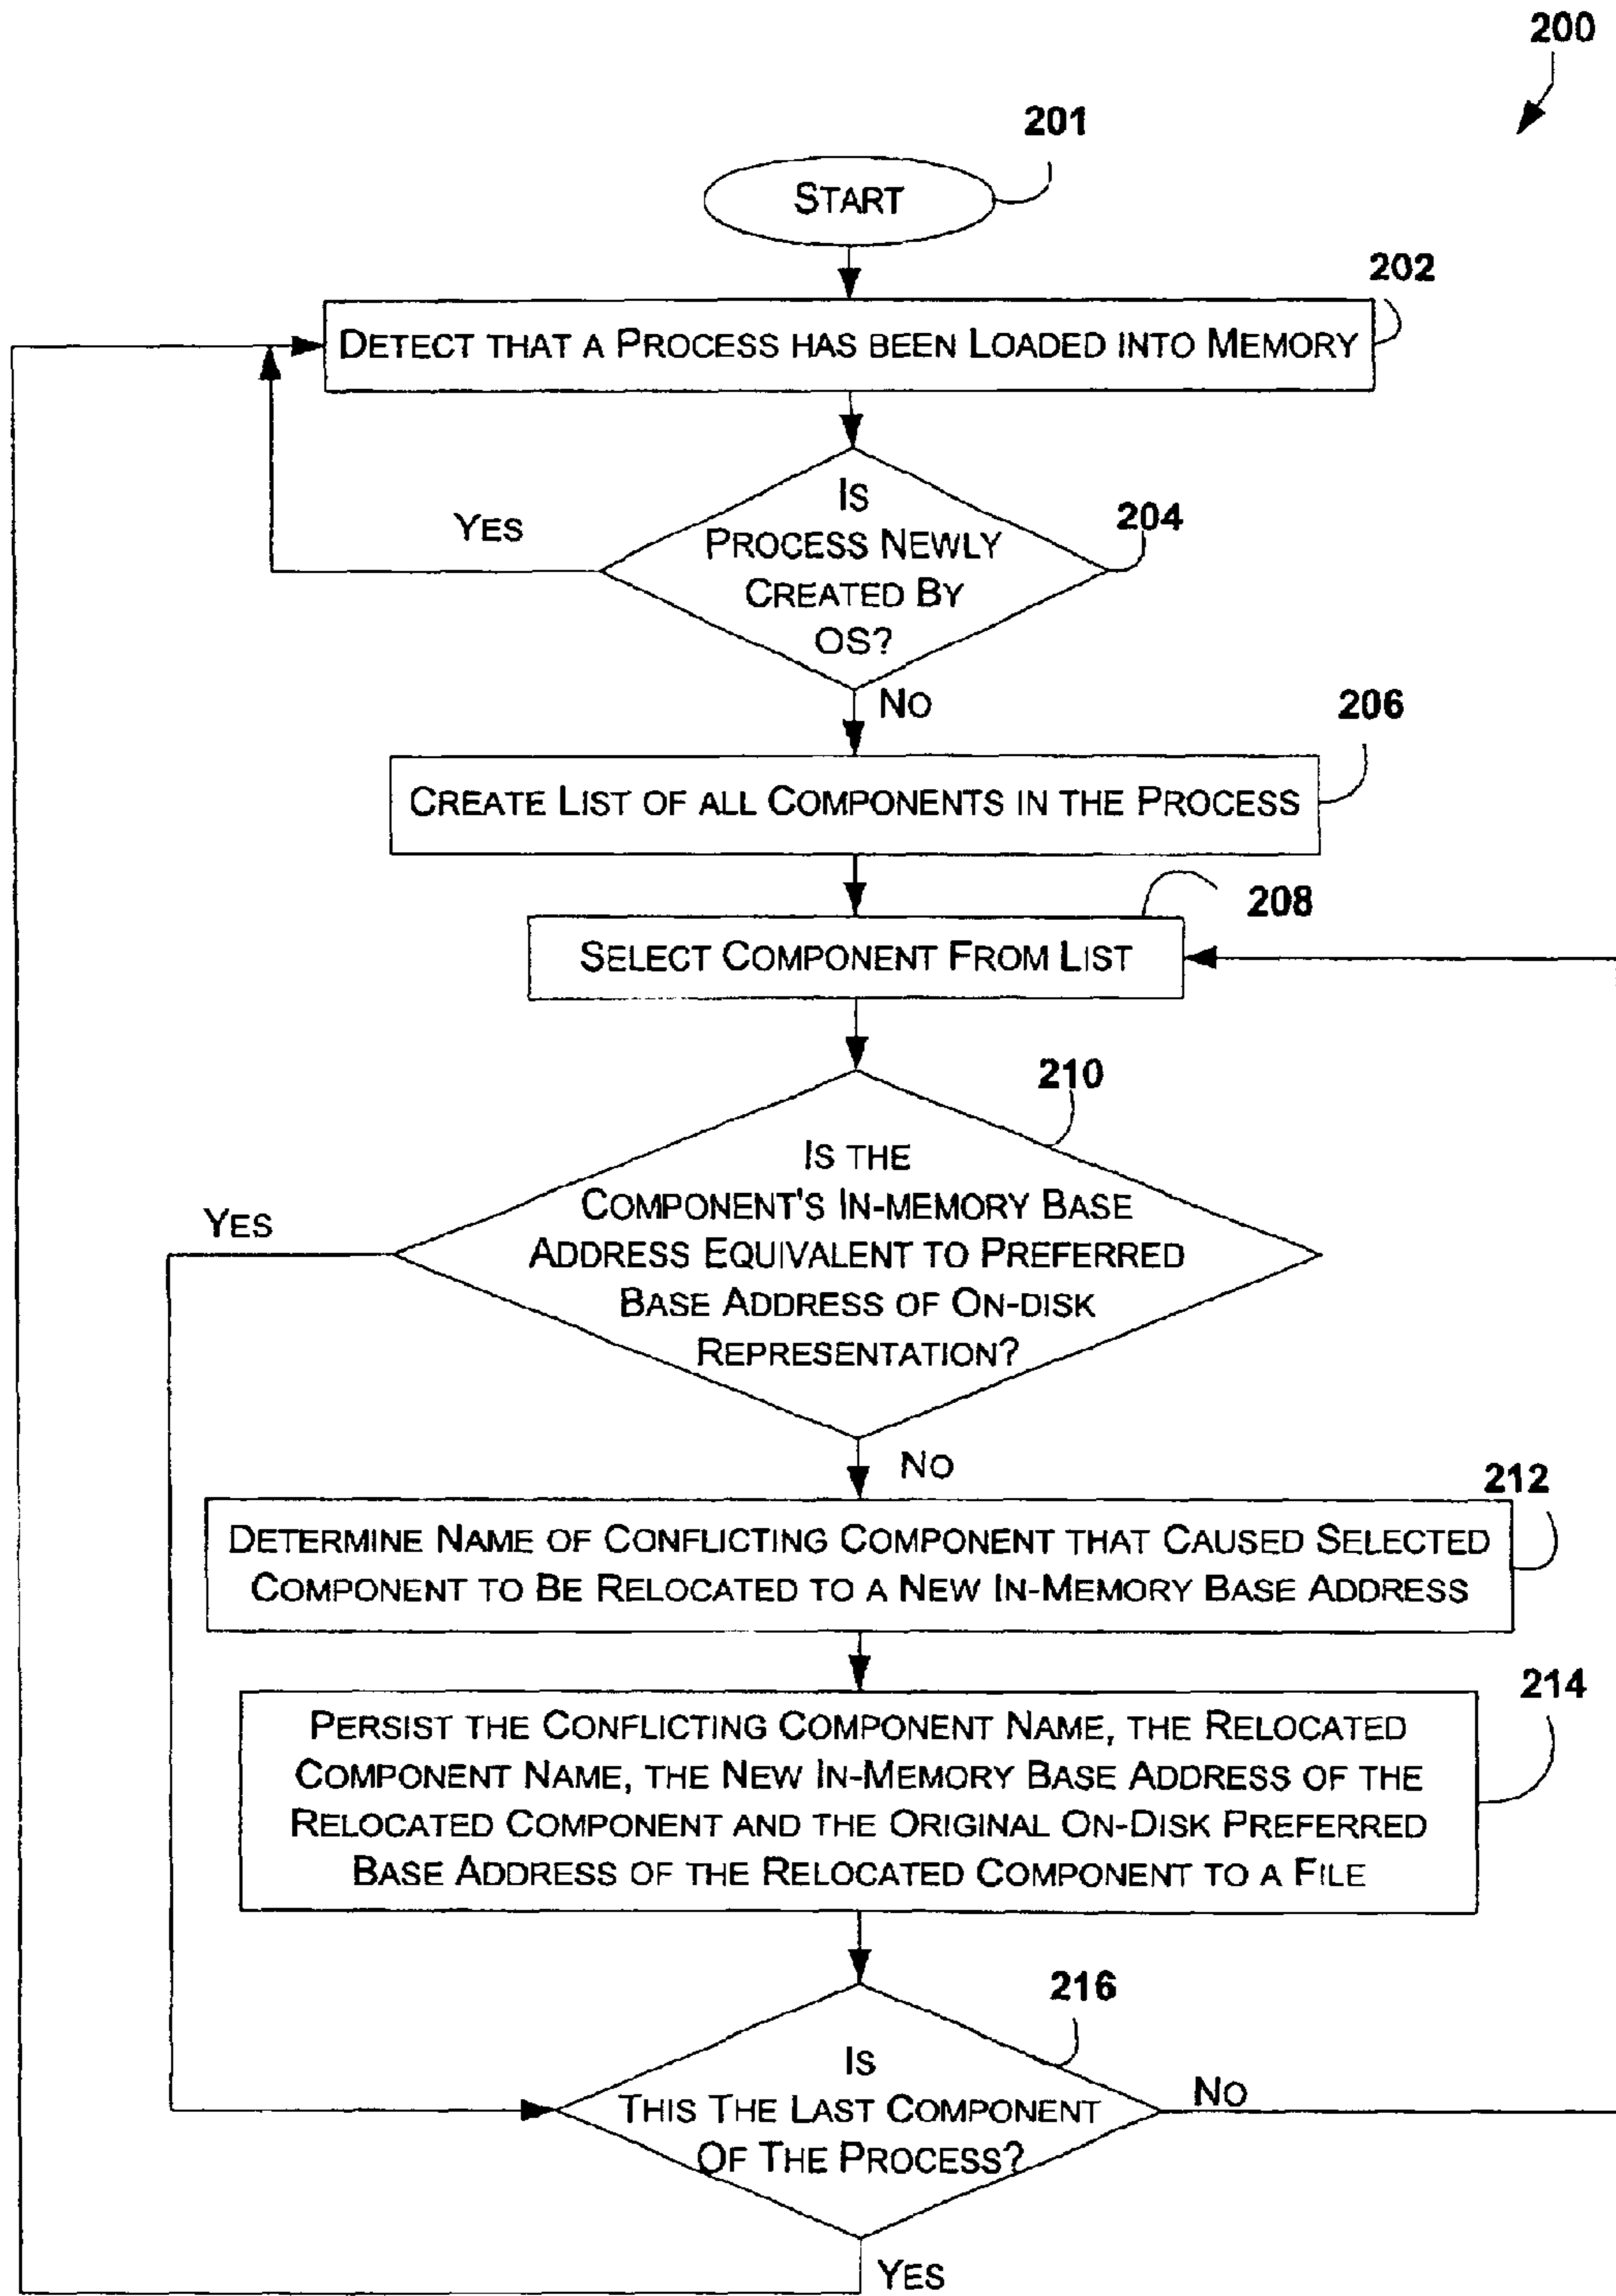 200
201
START
202
DETECT THAT A PROCESS HAS BEEN LOADED INTO MEMORY
IS
PROCESS NEWLY
CREATED BY
OS?
204
YES
NO
206
CREATE LIST OF ALL COMPONENTS IN THE PROCESS
208
SELECT COMPONENT FROM LIST
210
IS THE
COMPONENT'S IN-MEMORY BASE
ADDRESS EQUIVALENT TO PREFERRED
BASE ADDRESS OF ON-DISK
REPRESENTATION?
YES
NO
212
DETERMINE NAME OF CONFLICTING COMPONENT THAT CAUSED SELECTED
COMPONENT TO BE RELOCATED TO A NEW IN-MEMORY BASE ADDRESS
214
PERSIST THE CONFLICTING COMPONENT NAME, THE RELOCATED
COMPONENT NAME, THE NEW IN-MEMORY BASE ADDRESS OF THE
RELOCATED COMPONENT AND THE ORIGINAL ON-DISK PREFERRED
BASE ADDRESS OF THE RELOCATED COMPONENT TO A FILE
216
IS
THIS THE LAST COMPONENT
OF THE PROCESS?
NO
YES